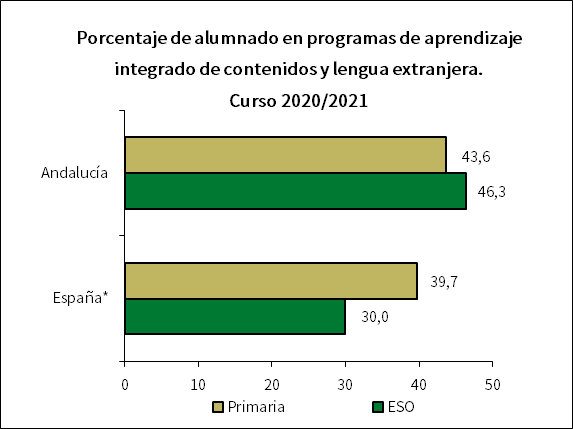 Porcentaje de alumnado en programas de aprendizaje
integrado de contenidos y lengua extranjera.
Curso 2020/2021
Andalucía
43,6
46,3
España*
39,7
30,0
0 10 20 30 40 50
Primaria ESO